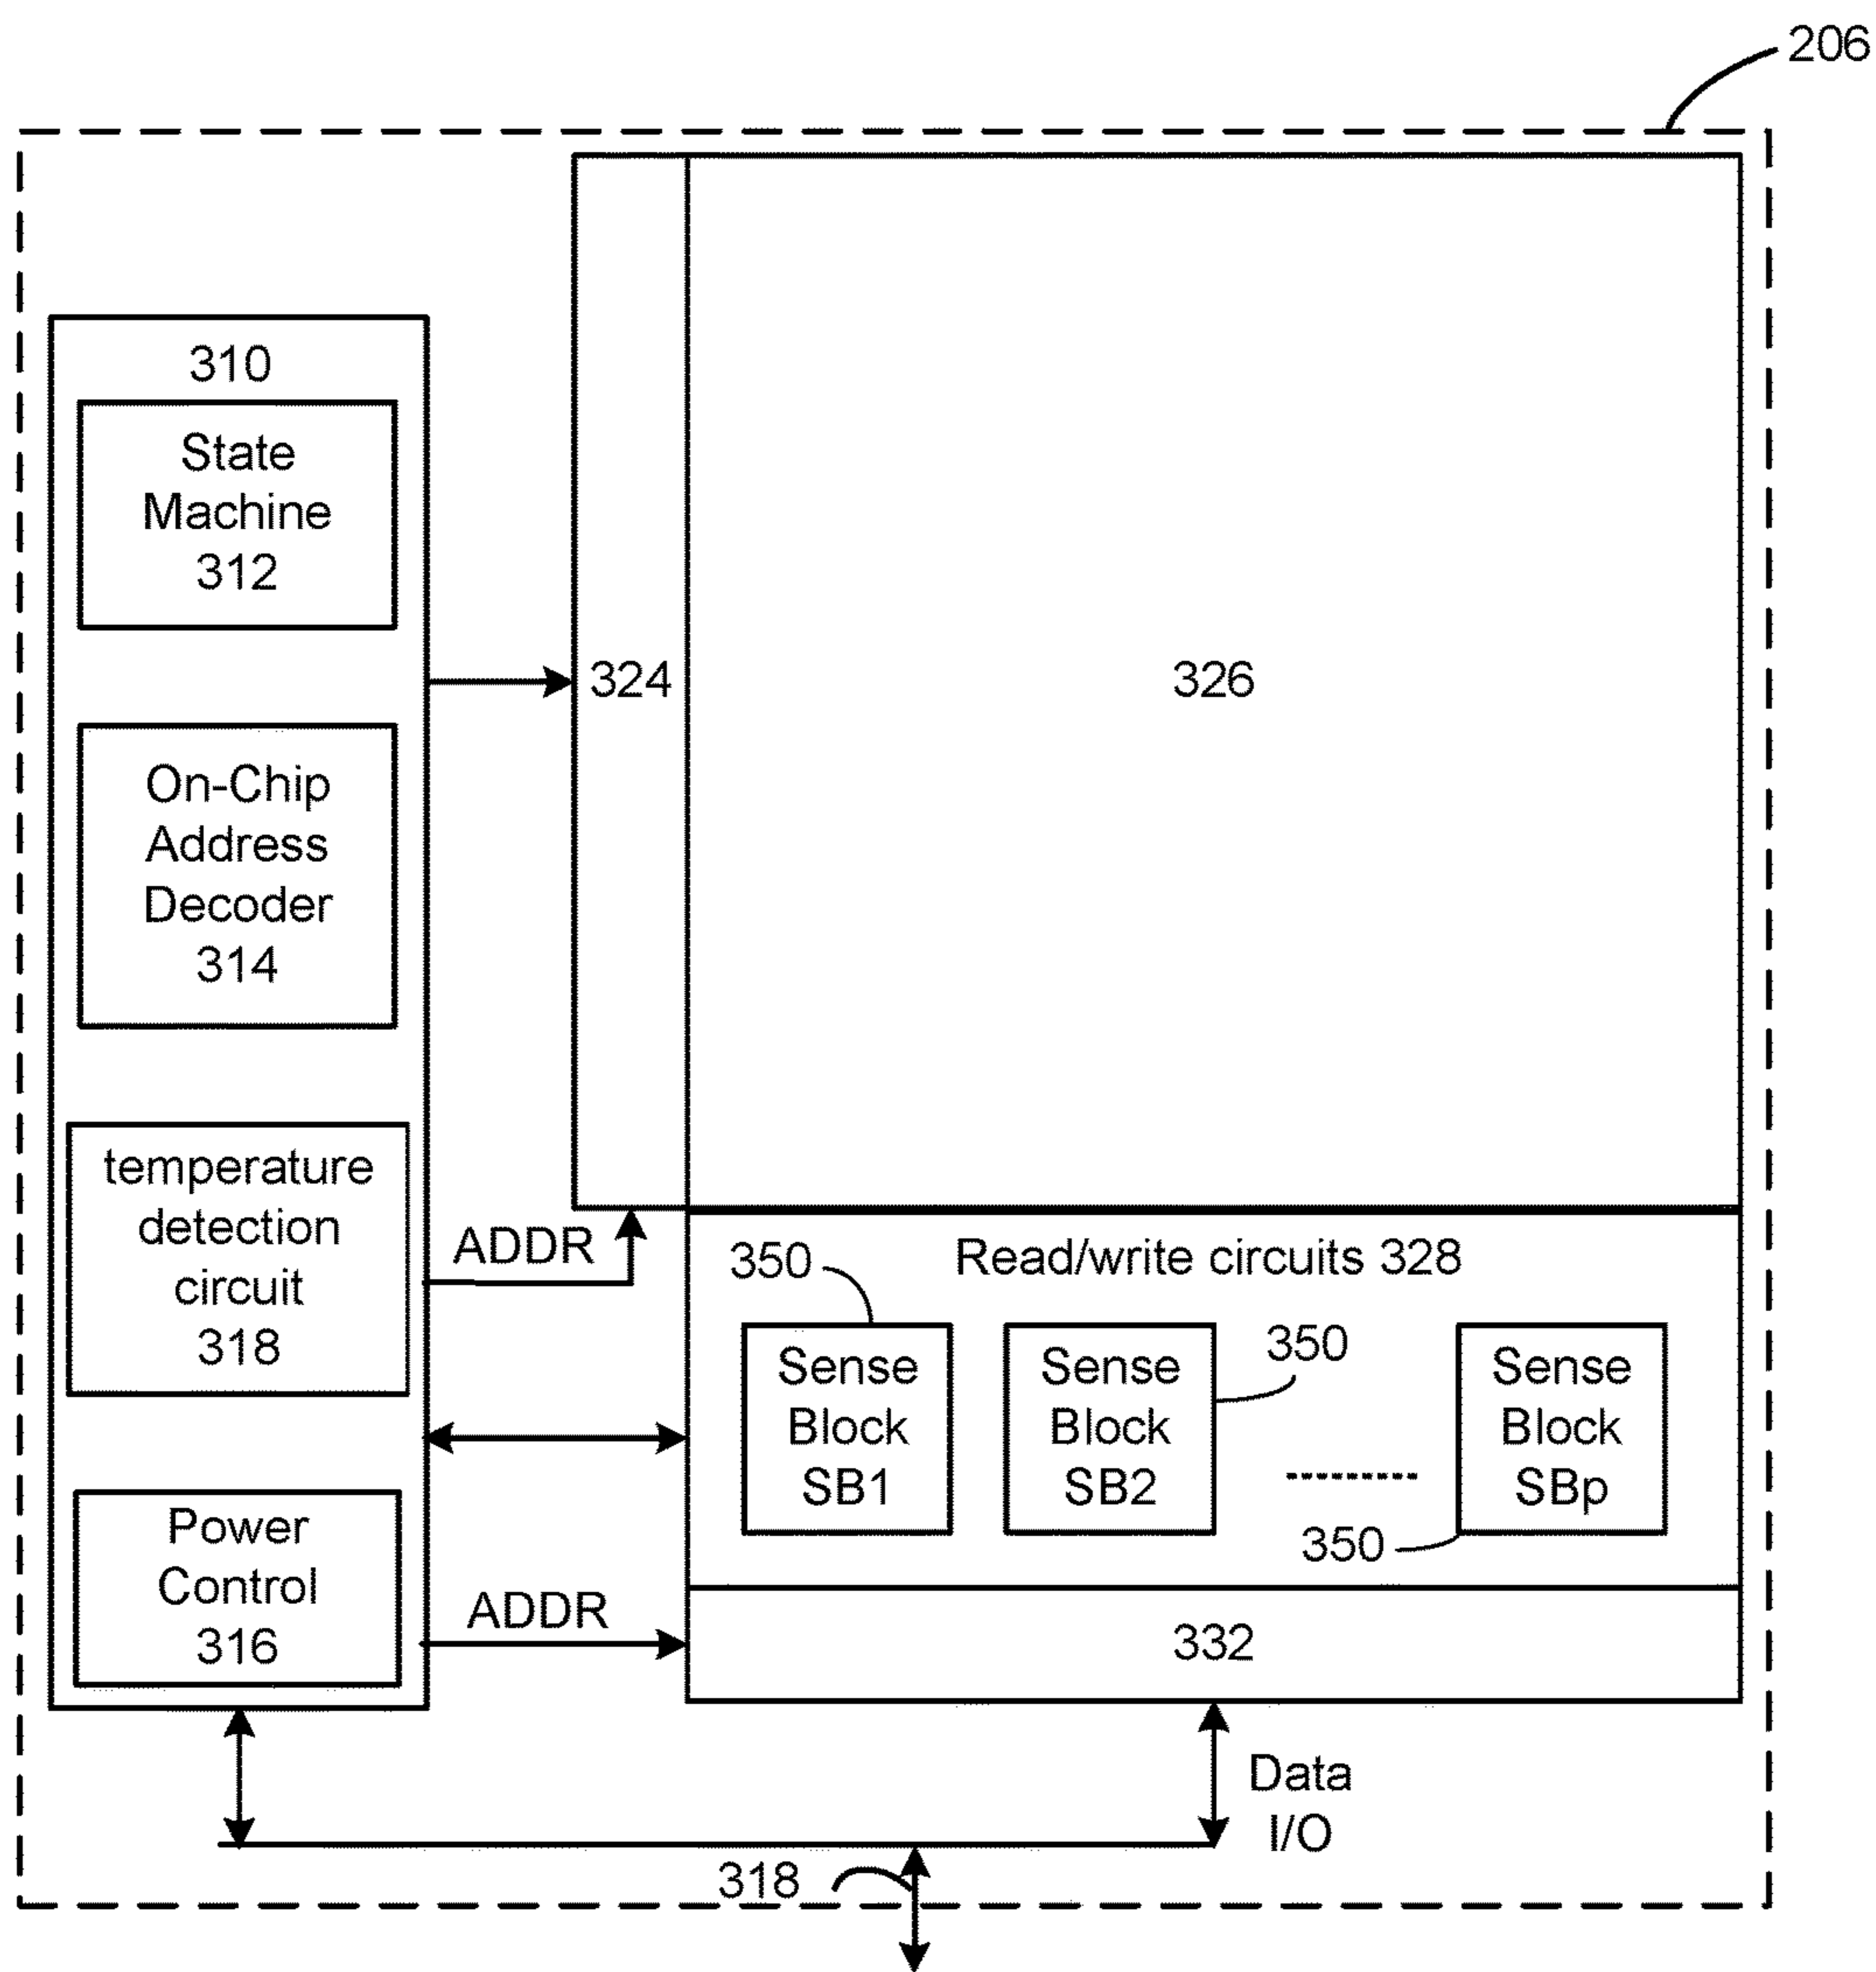 206
310
State
Machine
312
324
326
On-Chip
Address
Decoder
314
temperature
detection
circuit
318
ADDR
Read/write circuits 328
350
Sense
Block
SB1
Sense
Block
SB2
350
Sense
Block
SBp
350
Power
Control
316
ADDR
332
Data
I/O
318